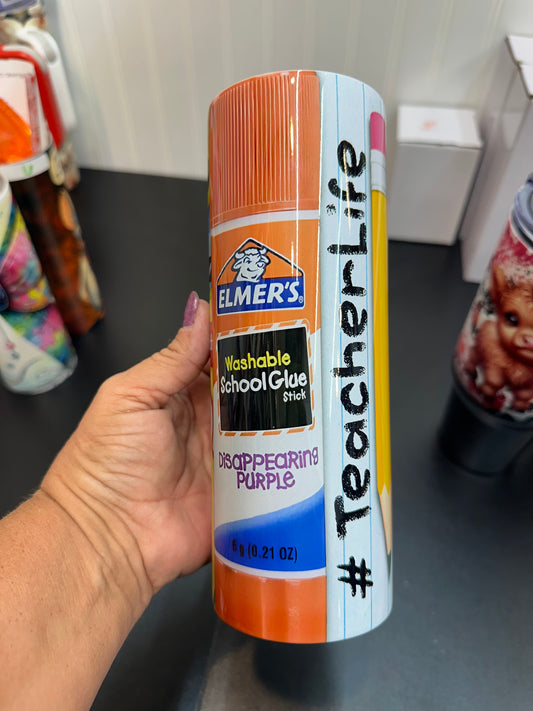 ELMER'S
Washable
School Glue
Stick
DISAPPEARING
PURPLE
6 g (0.21 OZ)
# TeacherLife